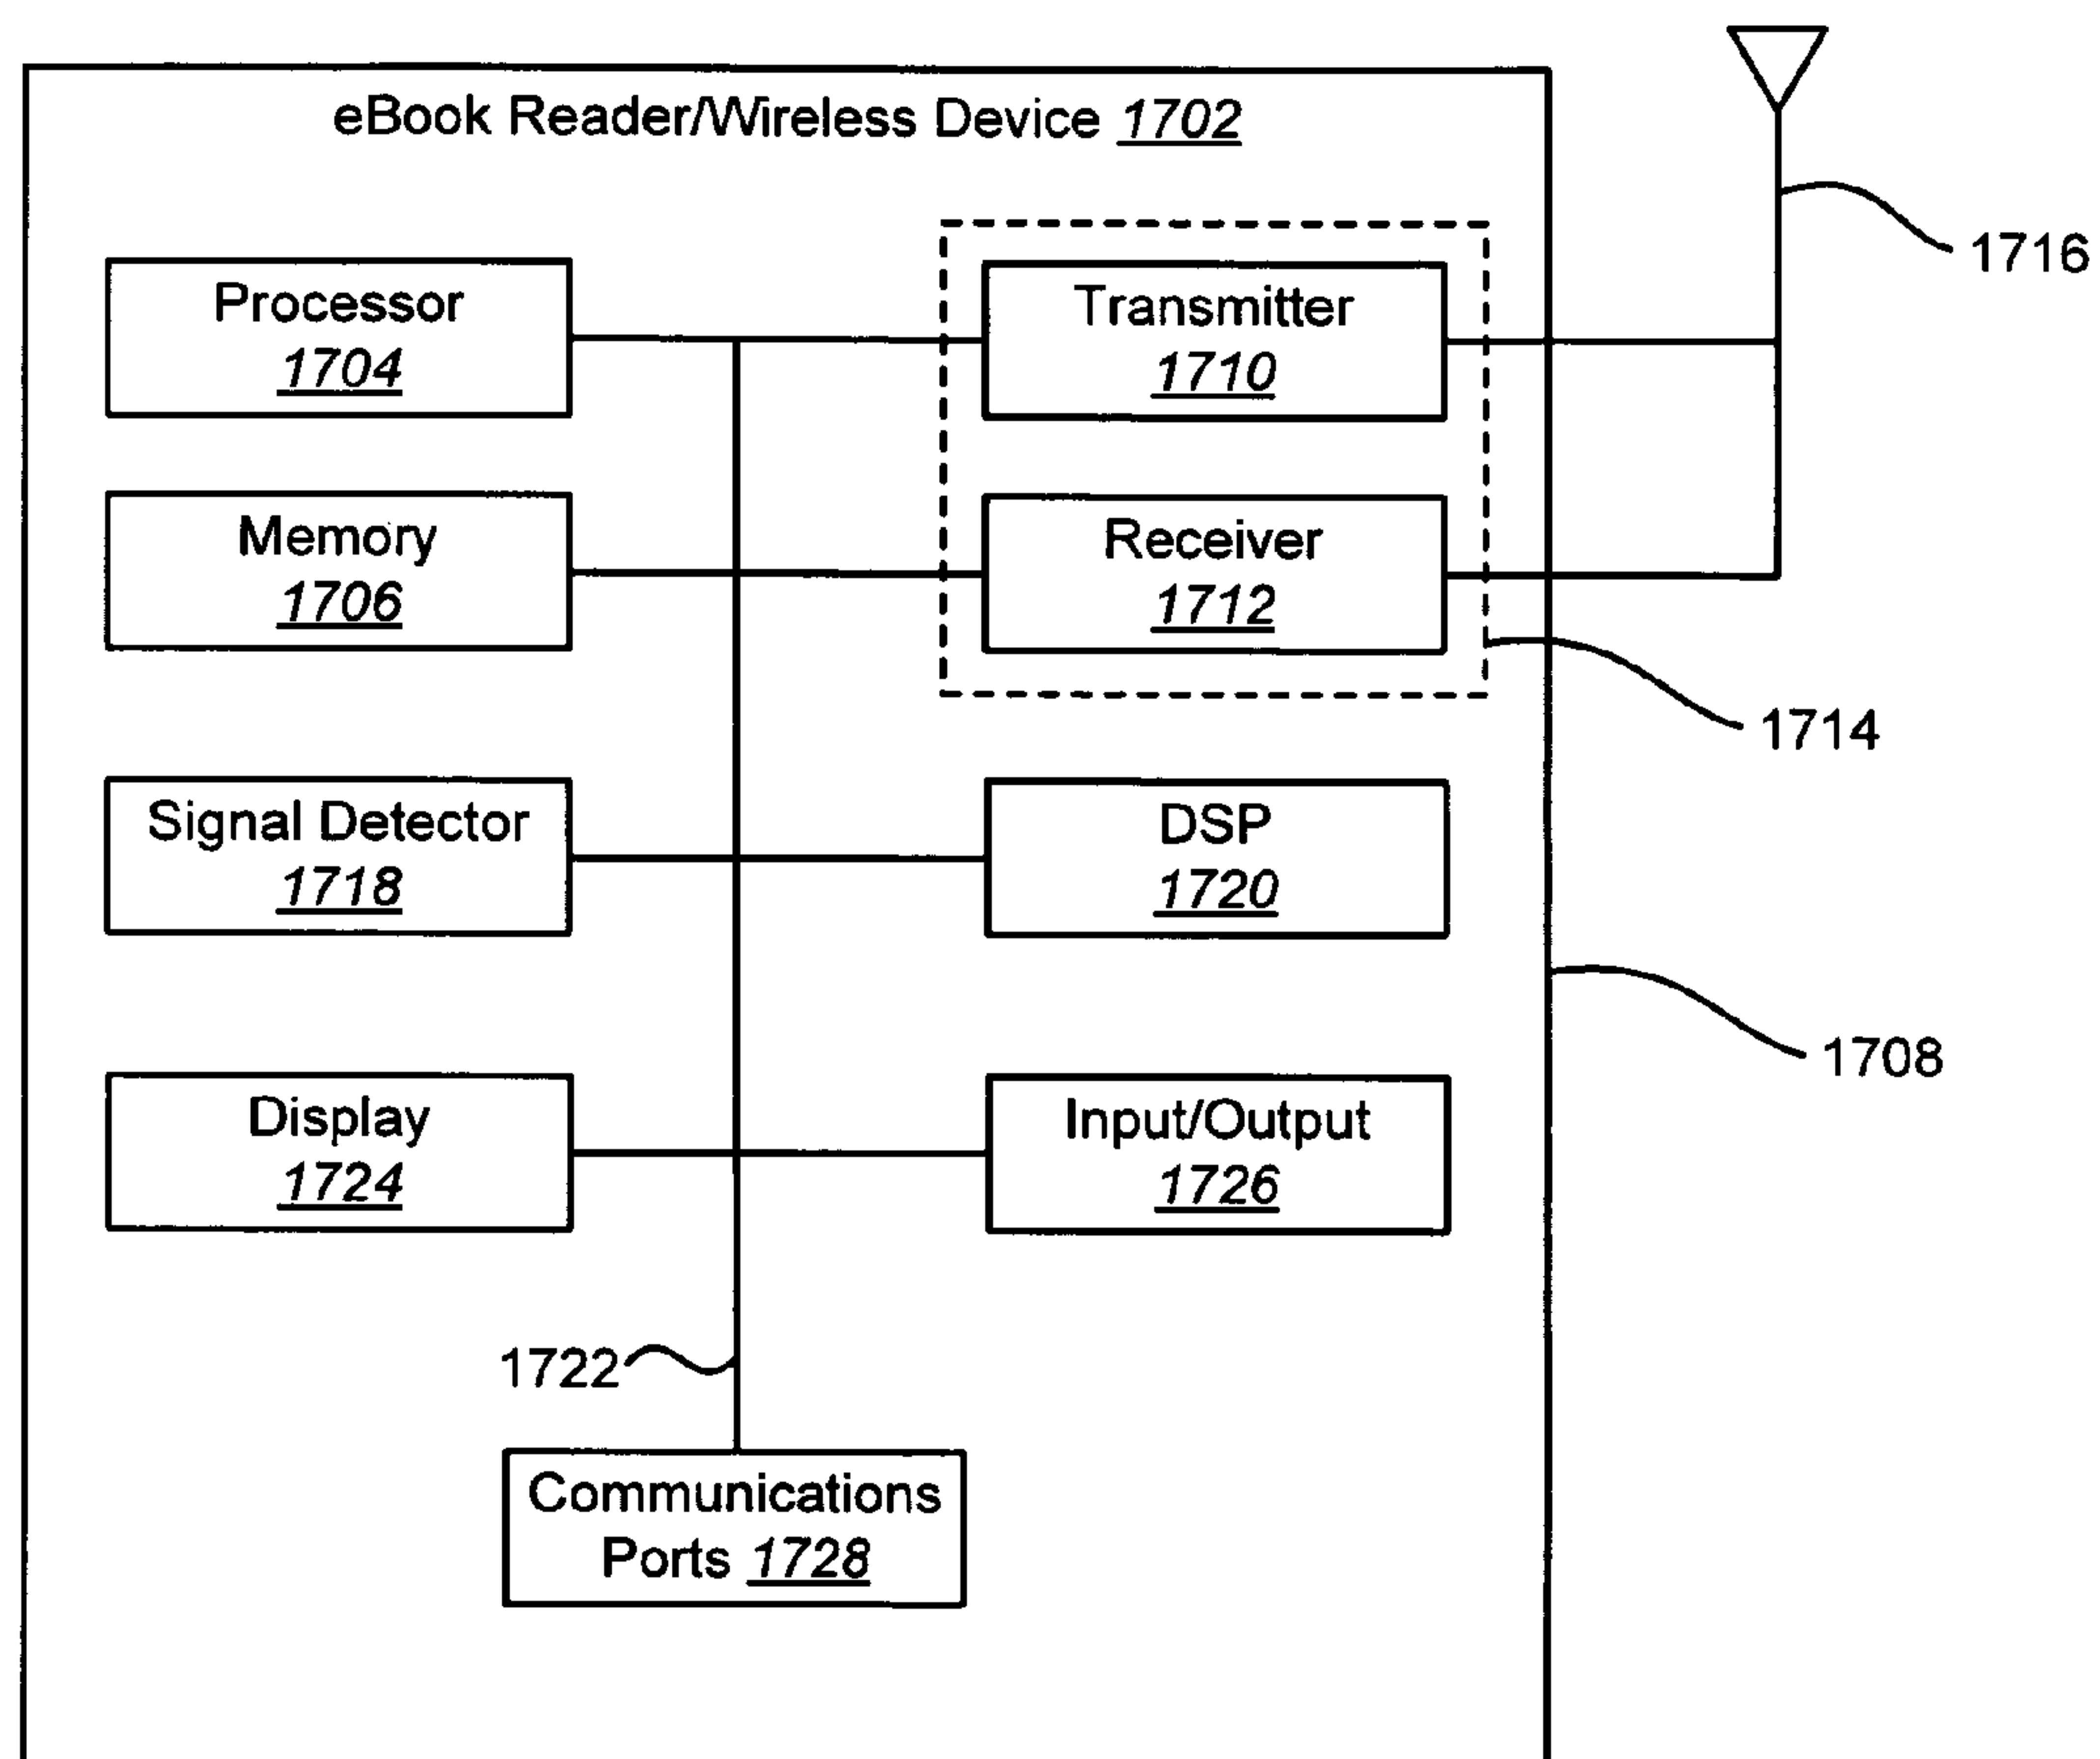 eBook Reader/Wireless Device 1702
1716
Processor
1704
Transmitter
1710
Memory
1706
Receiver
1712
1714
Signal Detector
1718
DSP
1720
1708
Display
1724
Input/Output
1726
1722
Communications
Ports 1728